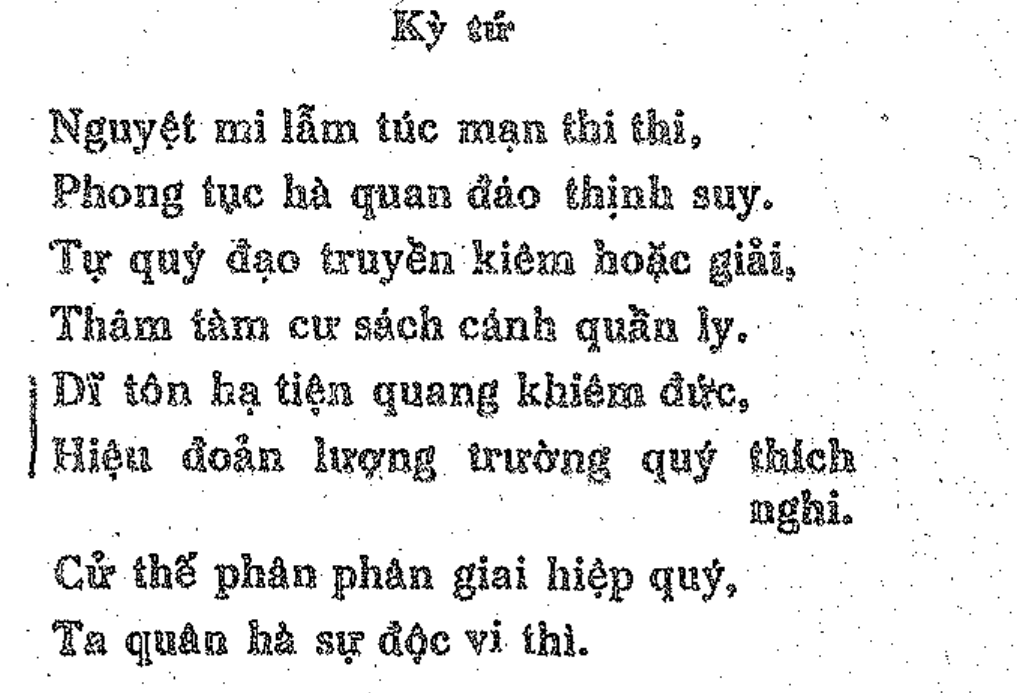 Kỳ tứ
Nguyệt mi lẫm túc mạn thi thi,
Phong tục hà quan đáo thịnh suy.
Tự quý đạo truyền kiêm hoặc giải,
Thâm tàm cư sách cánh quần ly.
Dĩ tôn hạ tiện quang khiêm đức,
Hiệu đoản lượng trường quý thích
nghi.
Cử thế phân phân giai hiệp quý,
Ta quân hà sự độc vi thì.